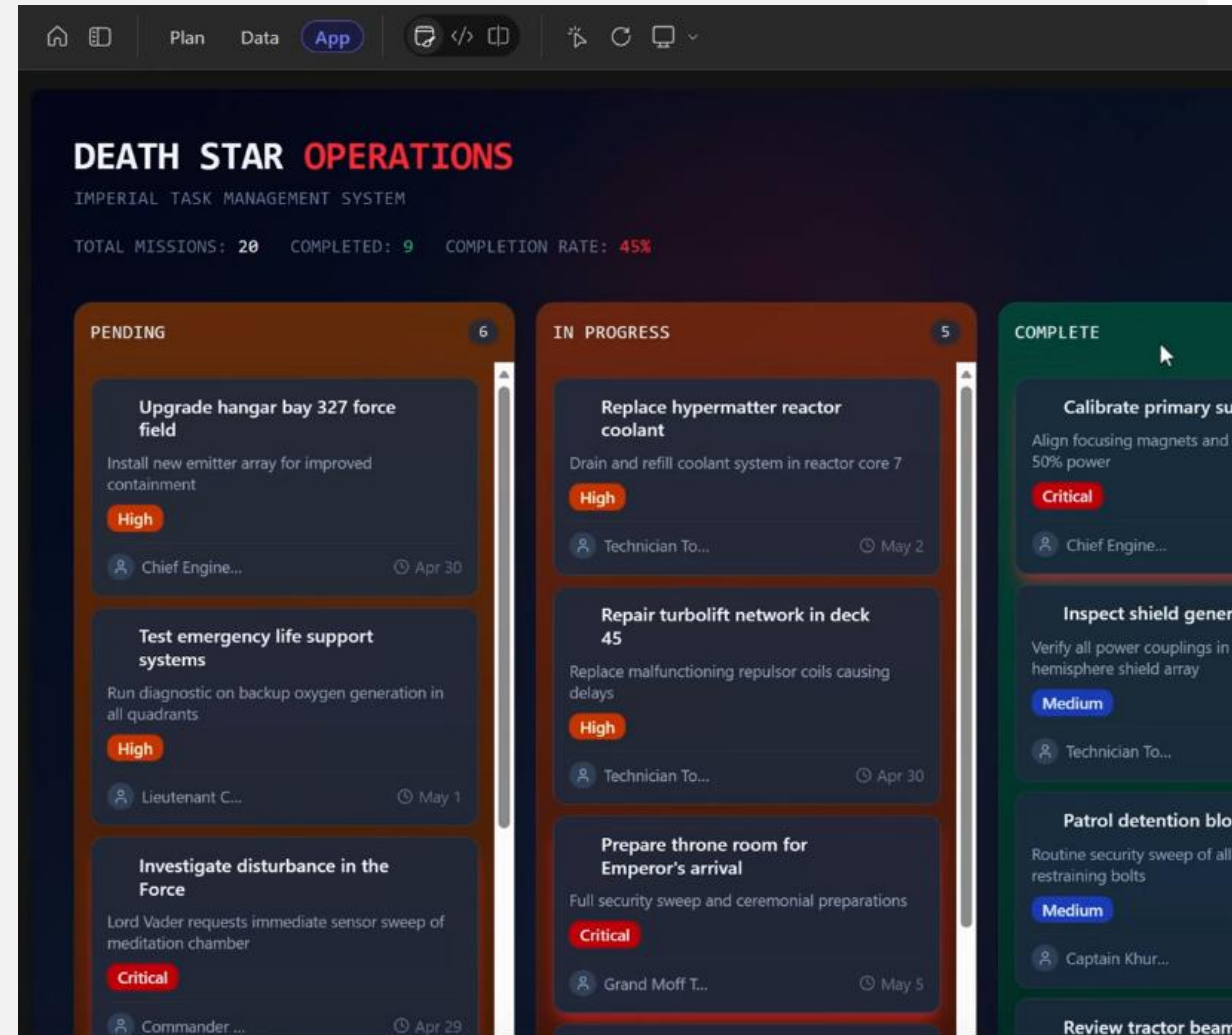 Plan Data App
DEATH STAR OPERATIONS
IMPERIAL TASK MANAGEMENT SYSTEM
TOTAL MISSIONS: 20 COMPLETED: 9 COMPLETION RATE: 45%
PENDING 6
Upgrade hangar bay 327 force
field
Install new emitter array for improved
containment
High
Chief Engine... Apr 30
Test emergency life support
systems
Run diagnostic on backup oxygen generation in
all quadrants
High
Lieutenant C... May 1
Investigate disturbance in the
Force
Lord Vader requests immediate sensor sweep of
meditation chamber
Critical
Commander ... Apr 29
IN PROGRESS 5
Replace hypermatter reactor
coolant
Drain and refill coolant system in reactor core 7
High
Technician To... May 2
Repair turbolift network in deck
45
Replace malfunctioning repulsor coils causing
delays
High
Technician To... Apr 30
Prepare throne room for
Emperor's arrival
Full security sweep and ceremonial preparations
Critical
Grand Moff T... May 5
COMPLETE
Calibrate primary su
Align focusing magnets and
50% power
Critical
Chief Engine...
Inspect shield gener
Verify all power couplings in
hemisphere shield array
Medium
Technician To...
Patrol detention blo
Routine security sweep of all
restraining bolts
Medium
Captain Khur...
Review tractor beam